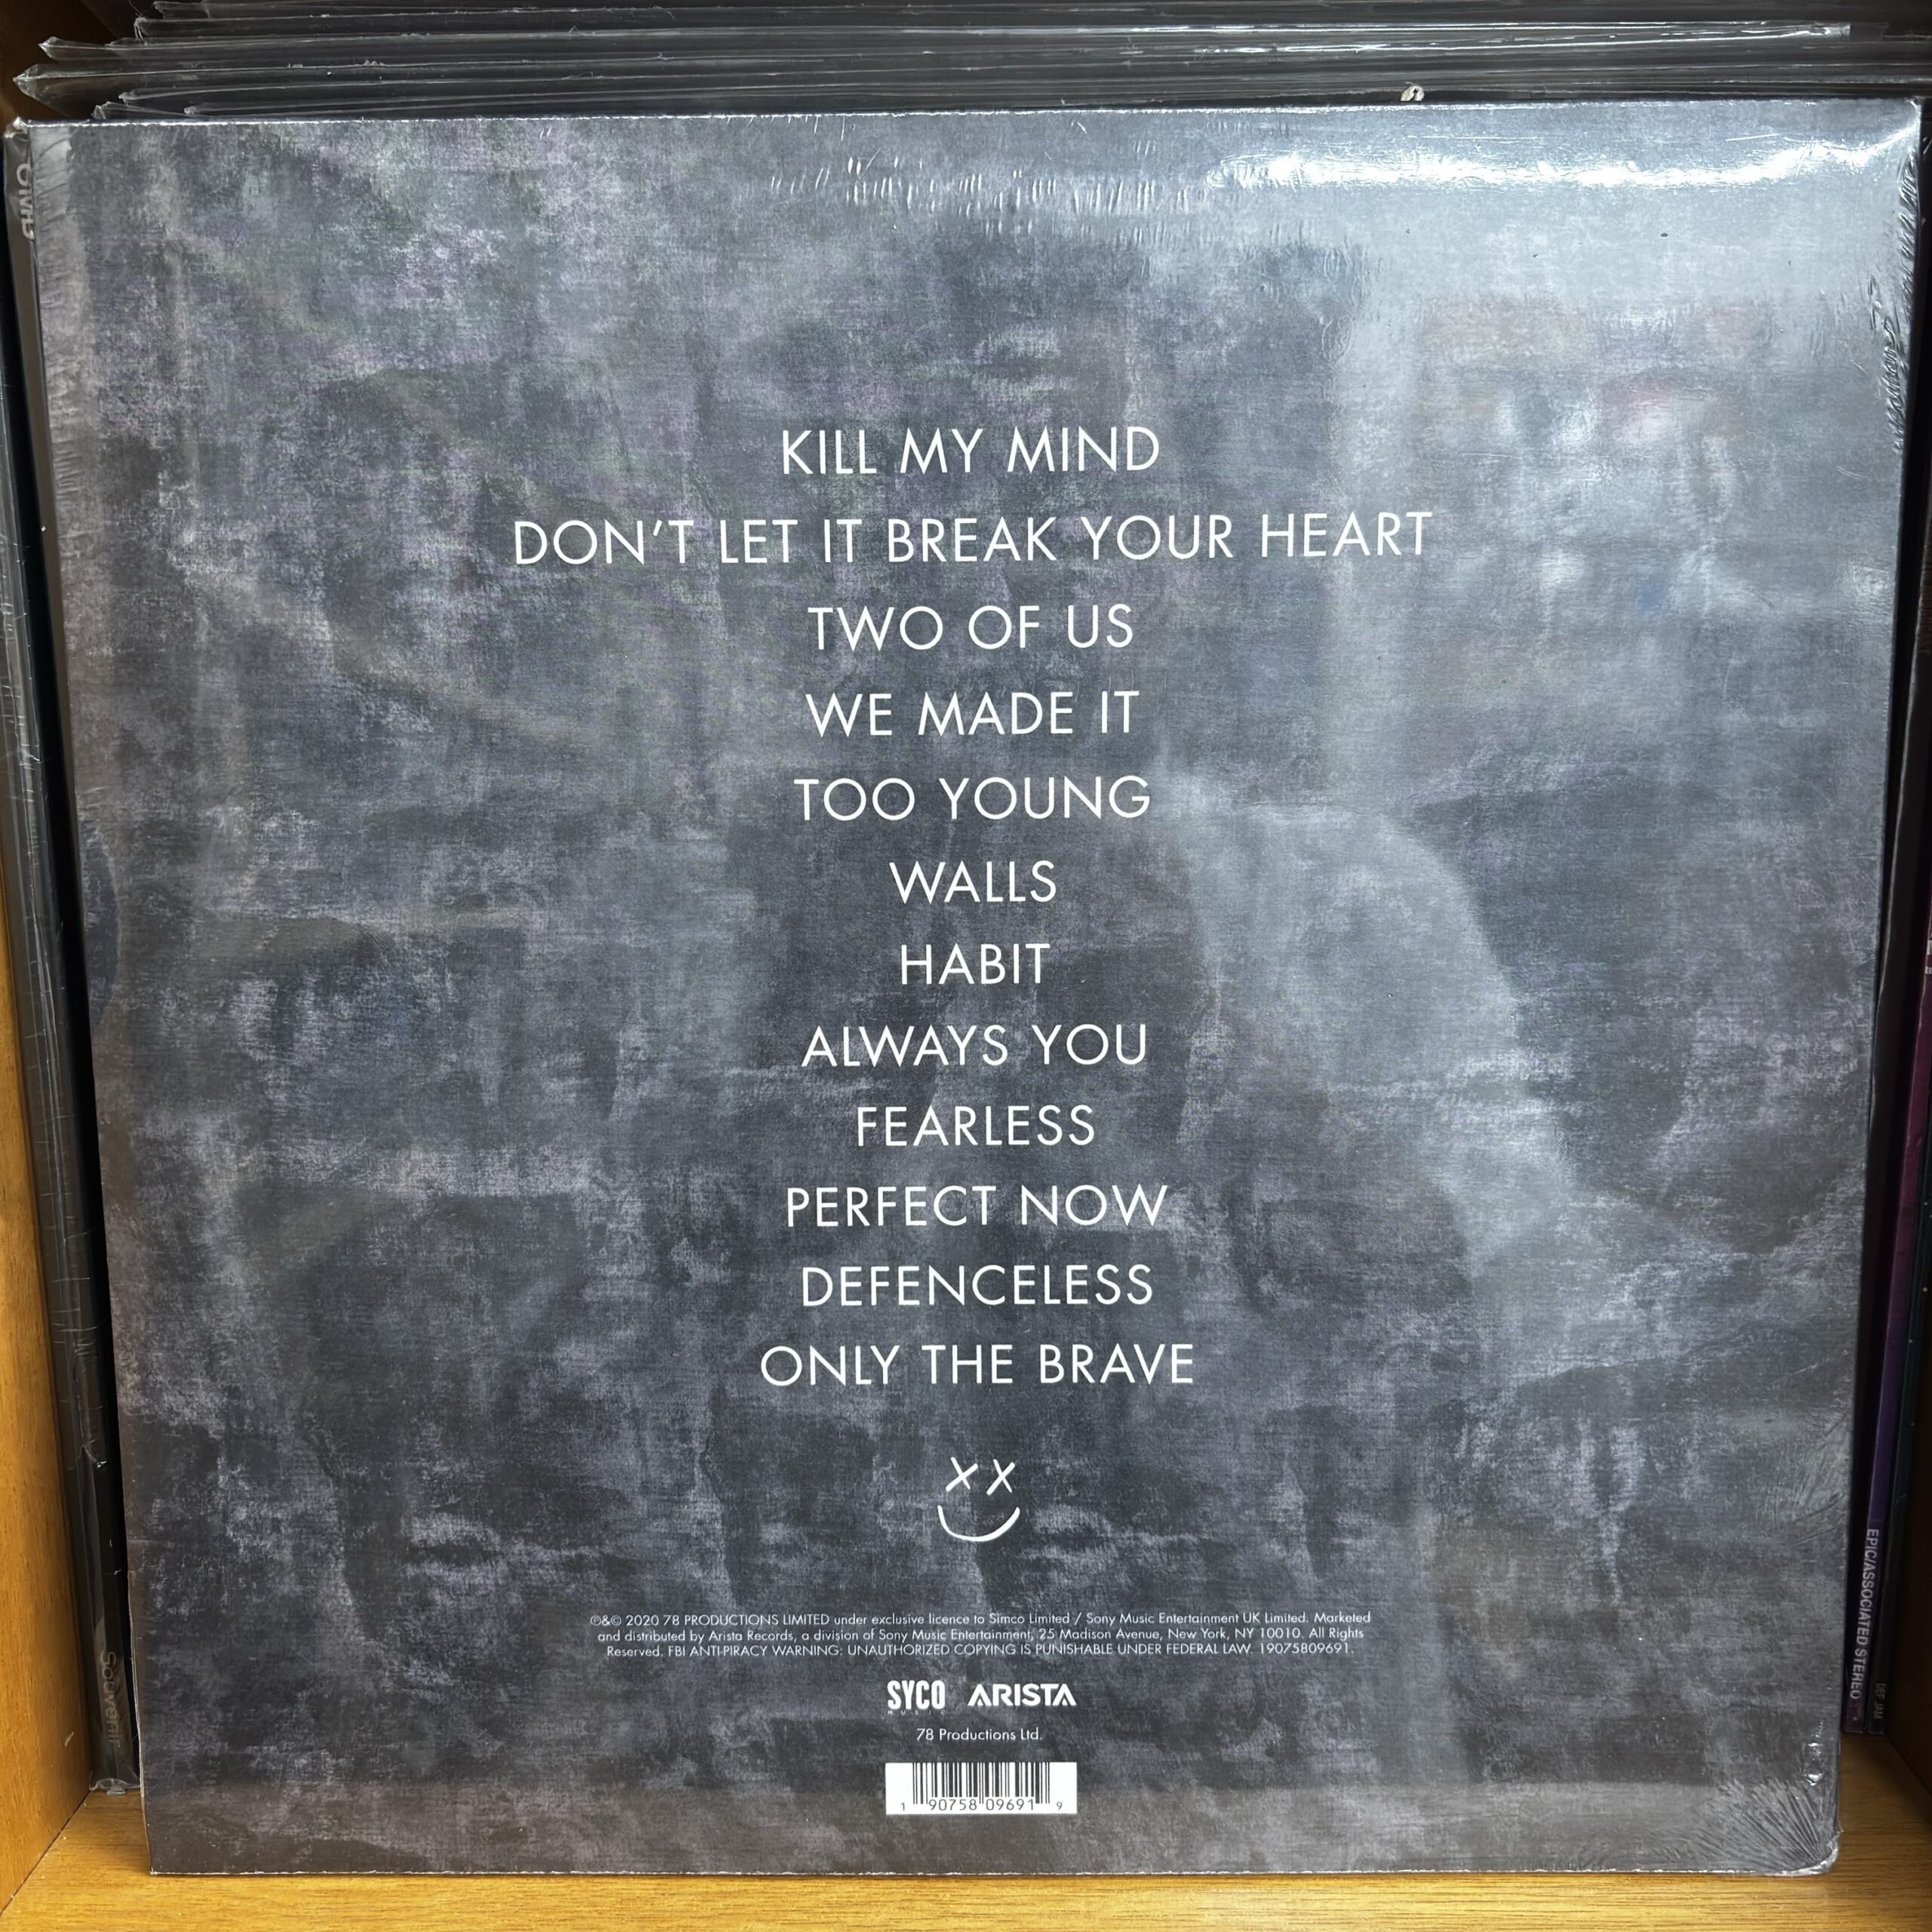 KILL MY MIND
DON'T LET IT BREAK YOUR HEART
TWO OF US
WE MADE IT
TOO YOUNG
WALLS
HABIT
ALWAYS YOU
FEARLESS
PERFECT NOW
DEFENCELESS
ONLY THE BRAVE
℗&© 2020 78 PRODUCTIONS LIMITED under exclusive licence to Simco Limited / Sony Music Entertainment UK Limited. Marketed
and distributed by Arista Records, a division of Sony Music Entertainment, 25 Madison Avenue, New York, NY 10010. All Rights
Reserved. FBI ANTI-PIRACY WARNING: UNAUTHORIZED COPYING IS PUNISHABLE UNDER FEDERAL LAW. 19075809691.
SYCO ARISTA
MUSIC
78 Productions Ltd.
1 90758 09691 9
Souvenir
EPIC/ASSOCIATED STEREO
DEF JAM